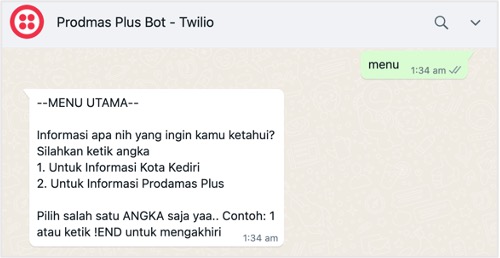 Prodmas Plus Bot - Twilio
menu
1:34 am
--MENU UTAMA--
Informasi apa nih yang ingin kamu ketahui?
Silahkan ketik angka
1. Untuk Informasi Kota Kediri
2. Untuk Informasi Prodamas Plus
Pilih salah satu ANGKA saja yaa.. Contoh: 1
atau ketik !END untuk mengakhiri
1:34 am